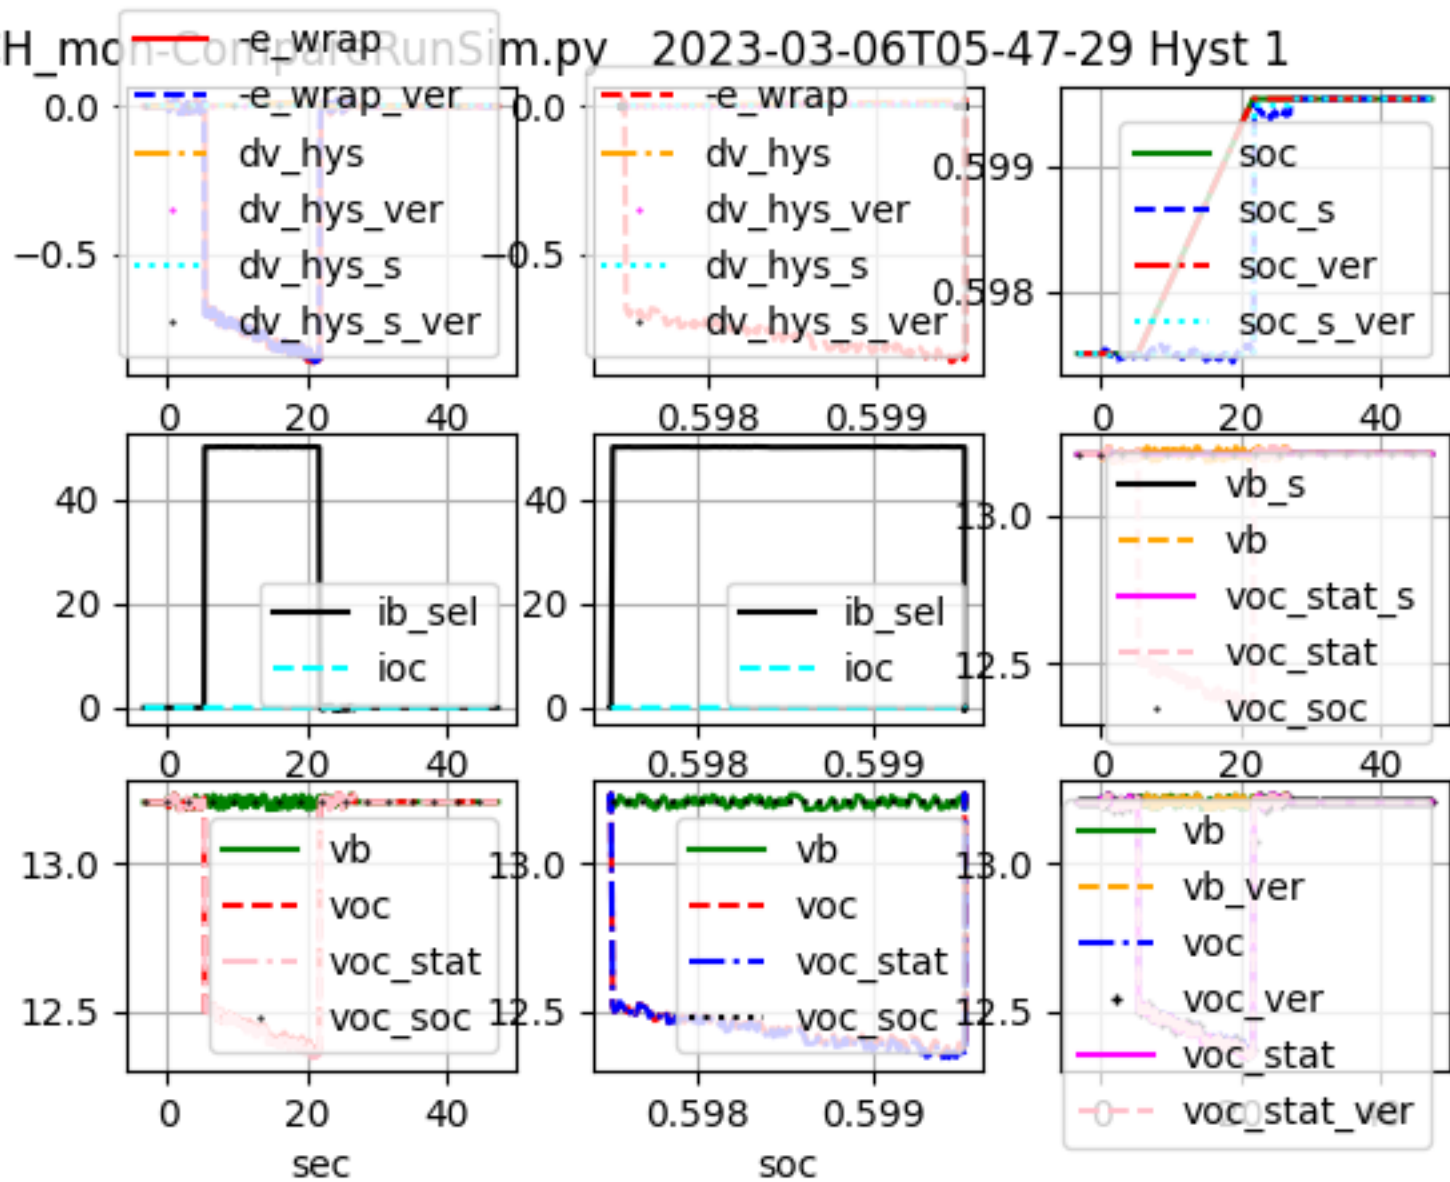 H_mon-CompareRunSim.py 2023-03-06T05-47-29 Hyst 1
-e_wrap
-e_wrap_ver
dv_hys
dv_hys_ver
dv_hys_s
dv_hys_s_ver
0.0
−0.5
0 20 40
-e_wrap
dv_hys
dv_hys_ver
dv_hys_s
dv_hys_s_ver
0.0
−0.5
0.598 0.599
soc
soc_s
soc_ver
soc_s_ver
0.599
0.598
0 20 40
40
20
0
ib_sel
ioc
0 20 40
40
20
0
ib_sel
ioc
0.598 0.599
13.0
12.5
vb_s
vb
voc_stat_s
voc_stat
voc_soc
0 20 40
13.0
12.5
vb
voc
voc_stat
voc_soc
0 20 40
sec
13.0
12.5
vb
voc
voc_stat
voc_soc
0.598 0.599
soc
13.0
12.5
vb
vb_ver
voc
voc_ver
voc_stat
voc_stat_ver
0 20 40